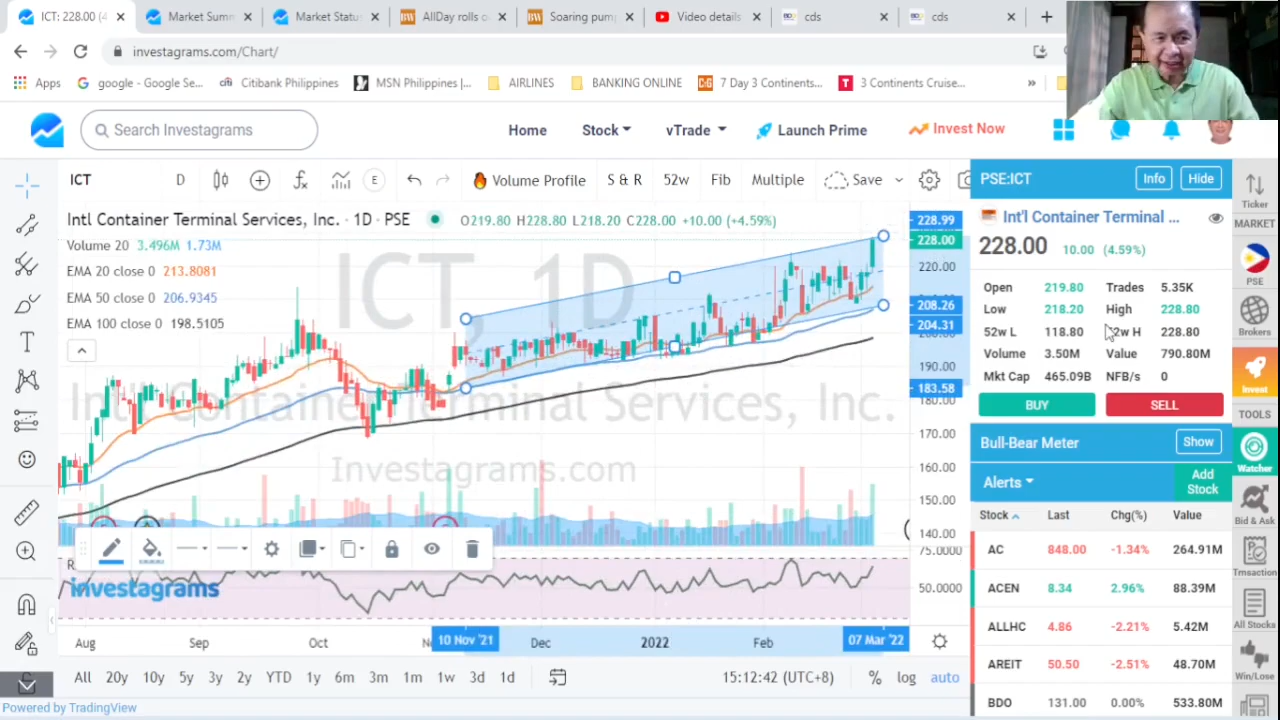 ICT: 228.00 (4
Market Sumn
Market Statu
AllDay rolls o
Soaring pum
Video details
cds
cds
investagrams.com/Chart/
Apps
google - Google Se...
Citibank Philippines
MSN Philippines |...
AIRLINES
BANKING ONLINE
7 Day 3 Continents...
3 Continents Cruise...
Search Investagrams
Home
Stock
vTrade
Launch Prime
Invest Now
ICT
D
E
Volume Profile
S & R
52w
Fib
Multiple
Save
PSE:ICT
Info
Hide
Ticker
MARKET
Intl Container Terminal Services, Inc. · 1D · PSE
O219.80 H228.80 L218.20 C228.00 +10.00 (+4.59%)
Volume 20 3.496M 1.73M
EMA 20 close 0 213.8081
EMA 50 close 0 206.9345
EMA 100 close 0 198.5105
ICT, 1D
Int'l Container Terminal Services, Inc.
Investagrams.com
228.99
228.00
220.00
208.26
204.31
190.00
183.58
180.00
170.00
160.00
150.00
140.00
75.0000
50.0000
investagrams
Aug
Sep
Oct
10 Nov '21
Dec
2022
Feb
07 Mar '22
All
20y
10y
5y
3y
2y
YTD
1y
6m
3m
1m
1w
3d
1d
15:12:42 (UTC+8)
%
log
auto
Powered by TradingView
Int'l Container Terminal ...
228.00 10.00 (4.59%)
Open 219.80 Trades 5.35K
Low 218.20 High 228.80
52w L 118.80 52w H 228.80
Volume 3.50M Value 790.80M
Mkt Cap 465.09B NFB/s 0
BUY
SELL
Bull-Bear Meter
Show
Alerts
Add
Stock
Stock Last Chg(%) Value
AC 848.00 -1.34% 264.91M
ACEN 8.34 2.96% 88.39M
ALLHC 4.86 -2.21% 5.42M
AREIT 50.50 -2.51% 48.70M
BDO 131.00 0.00% 533.80M
PSE
Brokers
Invest
TOOLS
Watcher
Bid & Ask
Trnsaction
All Stocks
Win/Lose